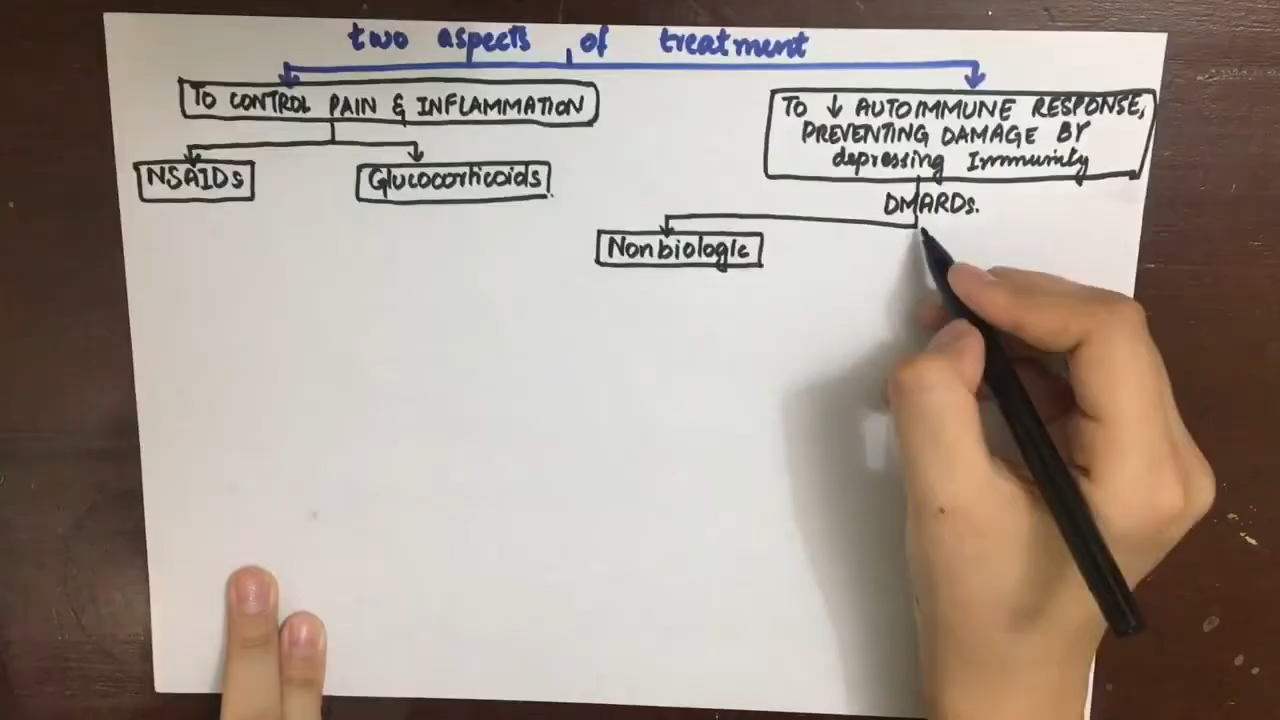 two aspects of treatment
TO CONTROL PAIN & INFLAMMATION
NSAIDs
Glucocorticoids
TO ↓ AUTOIMMUNE RESPONSE,
PREVENTING DAMAGE BY
depressing Immunity
DMARDs.
Nonbiologic